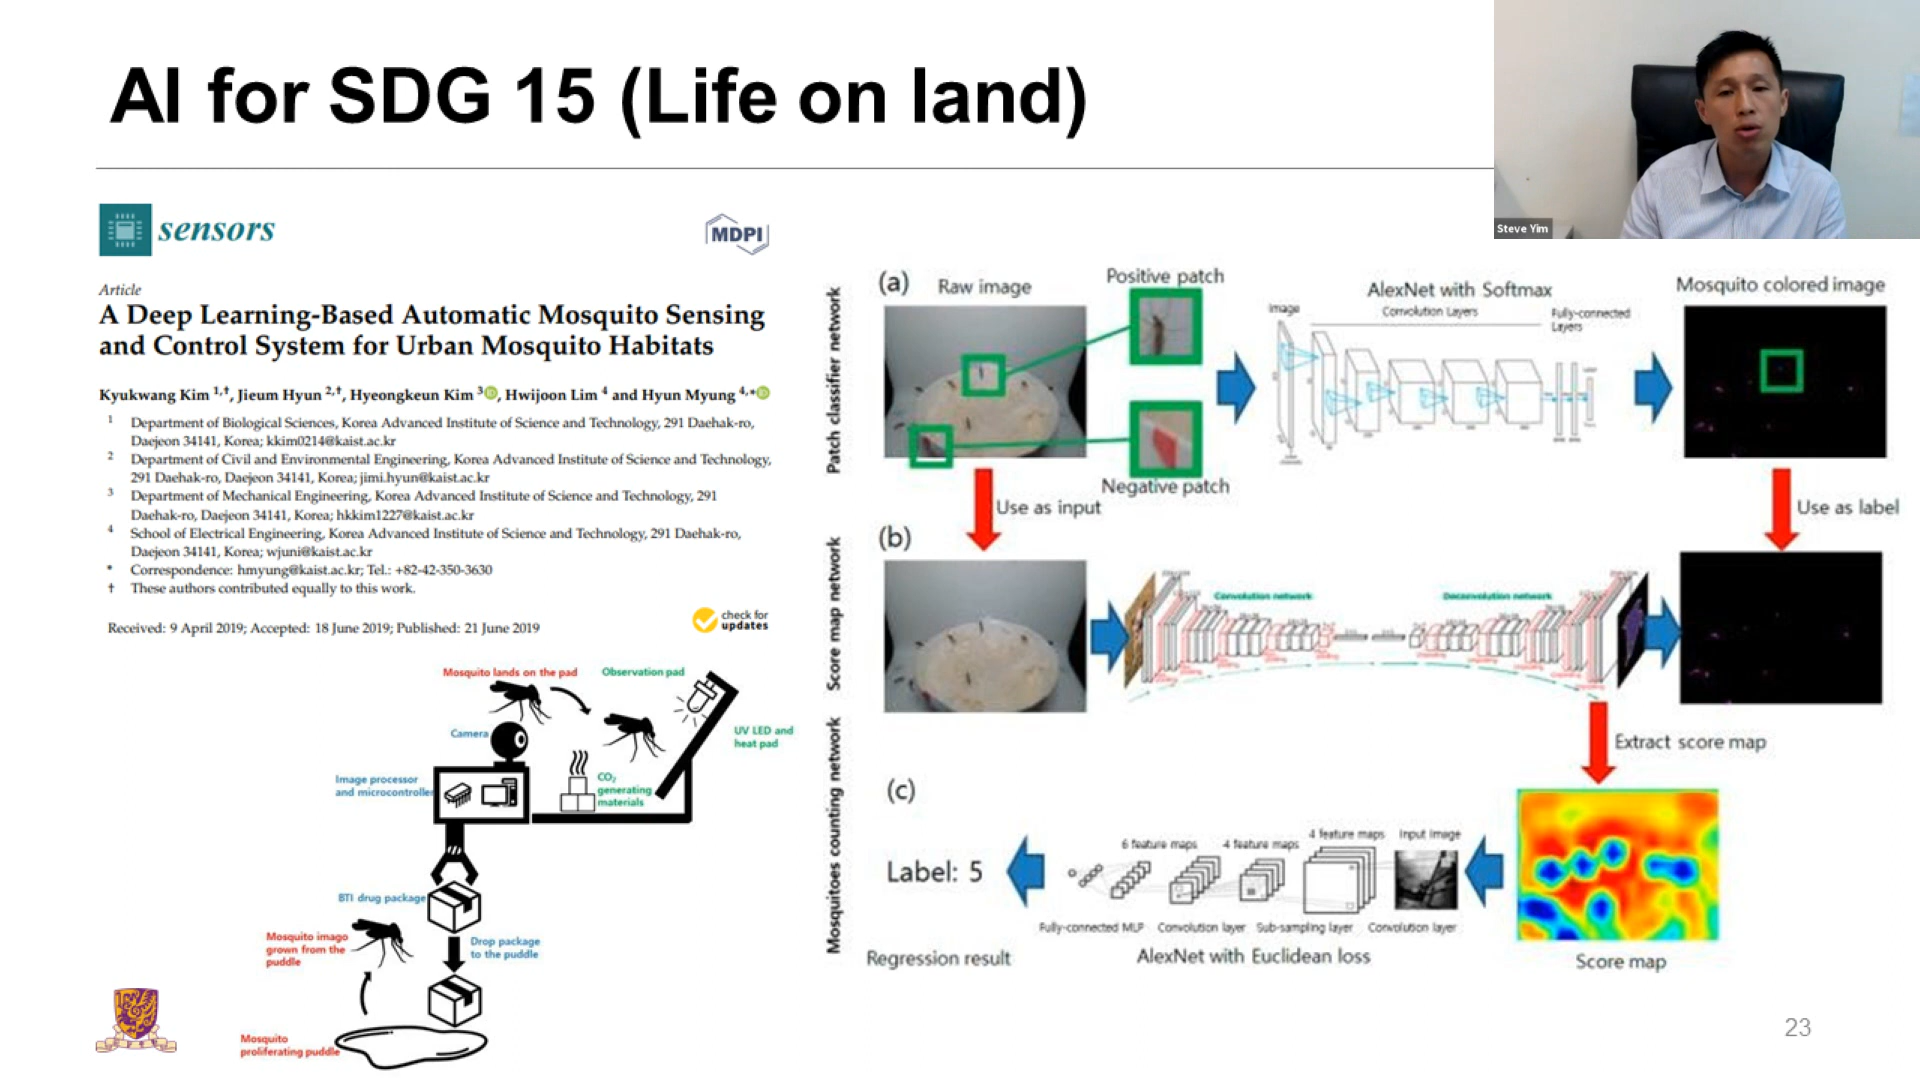 AI for SDG 15 (Life on land)
Steve Yim
sensors
MDPI
Article
A Deep Learning-Based Automatic Mosquito Sensing
and Control System for Urban Mosquito Habitats
Kyukwang Kim 1,†, Jieum Hyun 2,†, Hyeongkeun Kim 3, Hwijoon Lim 4 and Hyun Myung 4,*
1 Department of Biological Sciences, Korea Advanced Institute of Science and Technology, 291 Daehak-ro,
Daejeon 34141, Korea; kkim0214@kaist.ac.kr
2 Department of Civil and Environmental Engineering, Korea Advanced Institute of Science and Technology,
291 Daehak-ro, Daejeon 34141, Korea; jimi.hyun@kaist.ac.kr
3 Department of Mechanical Engineering, Korea Advanced Institute of Science and Technology, 291
Daehak-ro, Daejeon 34141, Korea; hkkim1227@kaist.ac.kr
4 School of Electrical Engineering, Korea Advanced Institute of Science and Technology, 291 Daehak-ro,
Daejeon 34141, Korea; wjuni@kaist.ac.kr
* Correspondence: hmyung@kaist.ac.kr; Tel.: +82-42-350-3630
† These authors contributed equally to this work.
Received: 9 April 2019; Accepted: 18 June 2019; Published: 21 June 2019
check for
updates
Mosquito lands on the pad
Observation pad
Camera
UV LED and
heat pad
Image processor
and microcontroller
CO2
generating
materials
BTI drug package
Mosquito imago
grown from the
puddle
Drop package
to the puddle
Mosquito
proliferating puddle
Patch classifier network
(a)
Raw image
Positive patch
Negative patch
Image
AlexNet with Softmax
Convolution Layers
Fully-connected
Layers
Mosquito colored image
Use as input
Use as label
Score map network
(b)
Convolution network
Deconvolution network
Extract score map
Mosquitoes counting network
(c)
Label: 5
6 feature maps
4 feature maps
4 feature maps
Input Image
Fully-connected MLP
Convolution layer
Sub-sampling layer
Convolution layer
Regression result
AlexNet with Euclidean loss
Score map
23